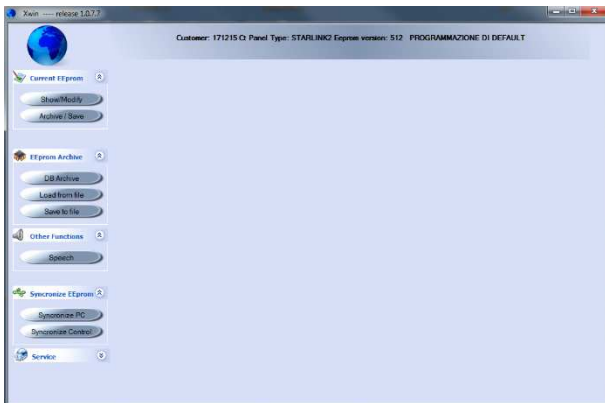 Xwin ---- release 1.0.7.7
Customer: 171215 Ct Panel Type: STARLINK2 Eeprom version: 512 PROGRAMMAZIONE DI DEFAULT
Current EEprom
Show/Modify
Archive / Save
EEprom Archive
DB Archive
Load from file
Save to file
Other Functions
Speech
Syncronize EEprom
Syncronize PC
Syncronize Control
Service